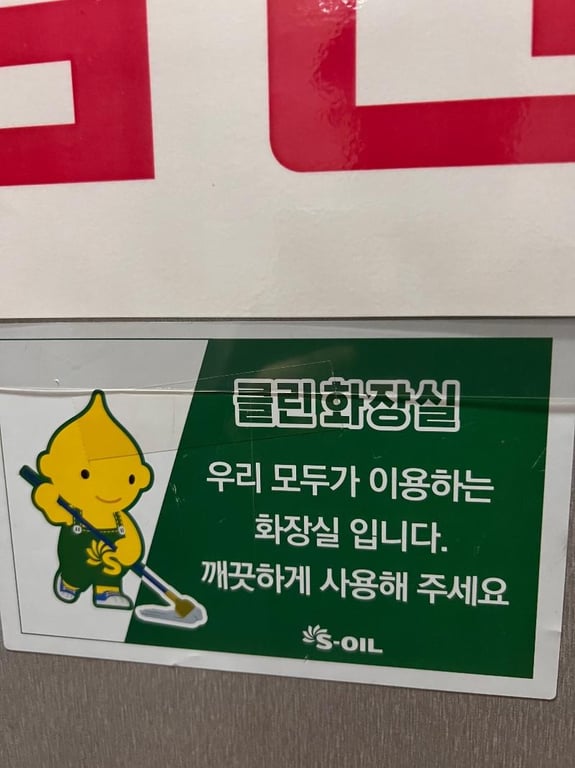 클린화장실
우리 모두가 이용하는
화장실 입니다.
깨끗하게 사용해 주세요
S-OIL